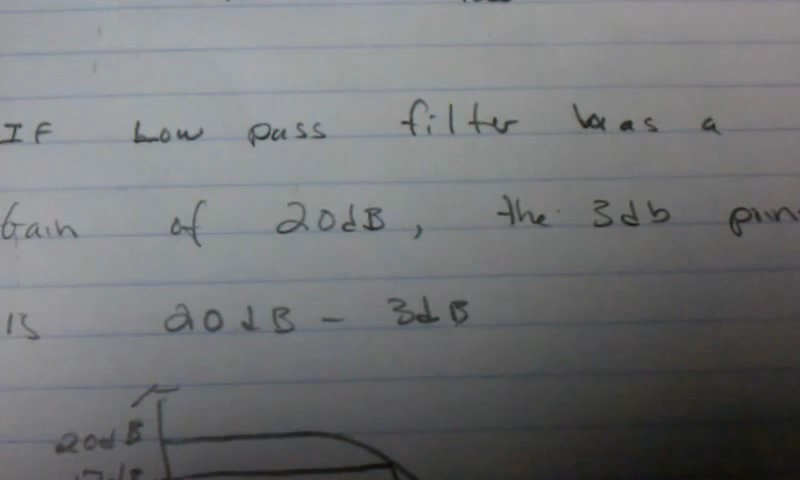 IF Low pass filter has a
Gain of 20dB, the 3db
is 20dB - 3dB
20dB